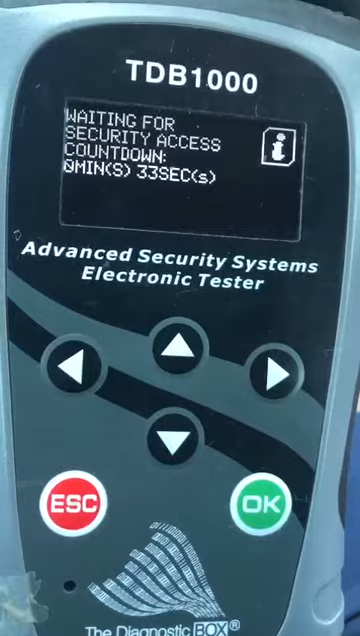 TDB1000
WAITING FOR
SECURITY ACCESS
COUNTDOWN:
0MIN(S) 33SEC(s)
i
Advanced Security Systems
Electronic Tester
ESC
OK
The Diagnostic BOX®